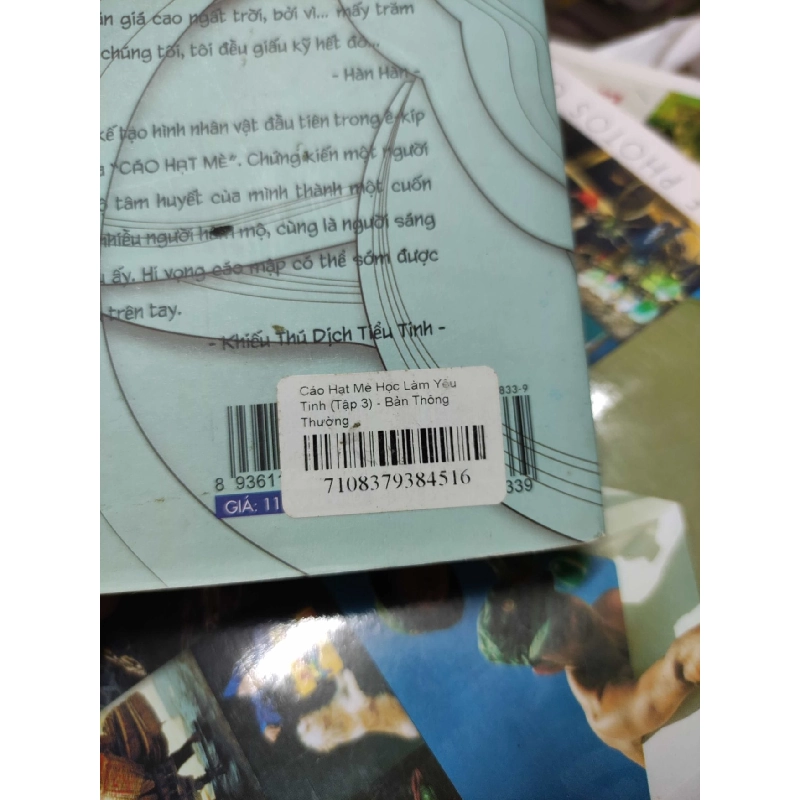 giá cao ngất trời, bởi vì... mấy trăm
chúng tôi, tôi đều giấu kỹ hết đó...
- Hàn Hàn -
tạo hình nhân vật đầu tiên trong ê-kíp
"CÁO HẠT MÈ". Chứng kiến một người
tâm huyết của mình thành một cuốn
nhiều người hâm mộ, cùng là người sáng
ấy. Hi vọng các mập có thể sớm được
trên tay.
- Khiếu Thú Dịch Tiểu Tinh -
Cáo Hạt Mè Học Làm Yêu
Tinh (Tập 3) - Bản Thông
Thường
7108379384516
833-9
8 93611
339
GIÁ: 11
PHOTOS